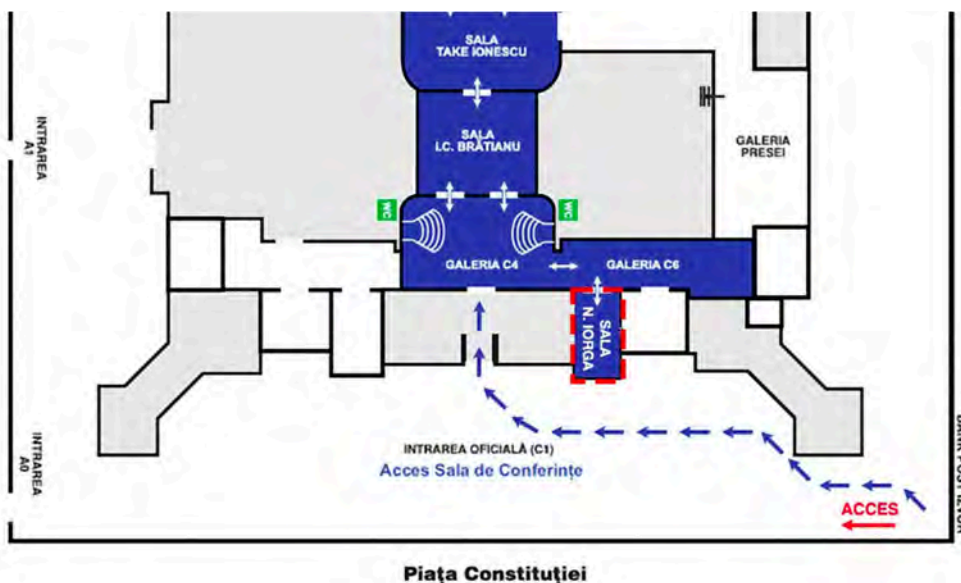 SALA
TAKE IONESCU
SALA
I.C. BRĂTIANU
GALERIA
PRESEI
INTRAREA
A1
WC
WC
GALERIA C4
GALERIA C6
SALA
N. IORGA
INTRAREA OFICIALĂ (C1)
Acces Sala de Conferințe
INTRAREA
A0
ACCES
Piața Constituției